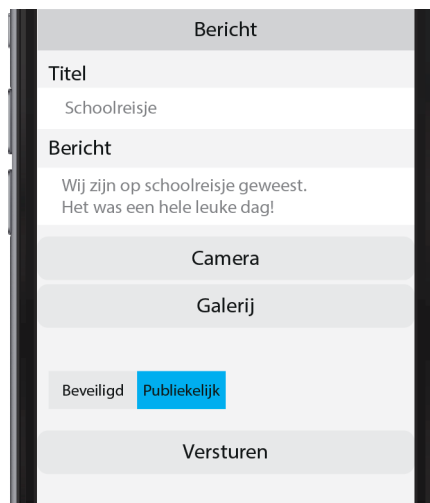 Bericht
Titel
Schoolreisje
Bericht
Wij zijn op schoolreisje geweest.
Het was een hele leuke dag!
Camera
Galerij
Beveiligd Publiekelijk
Versturen